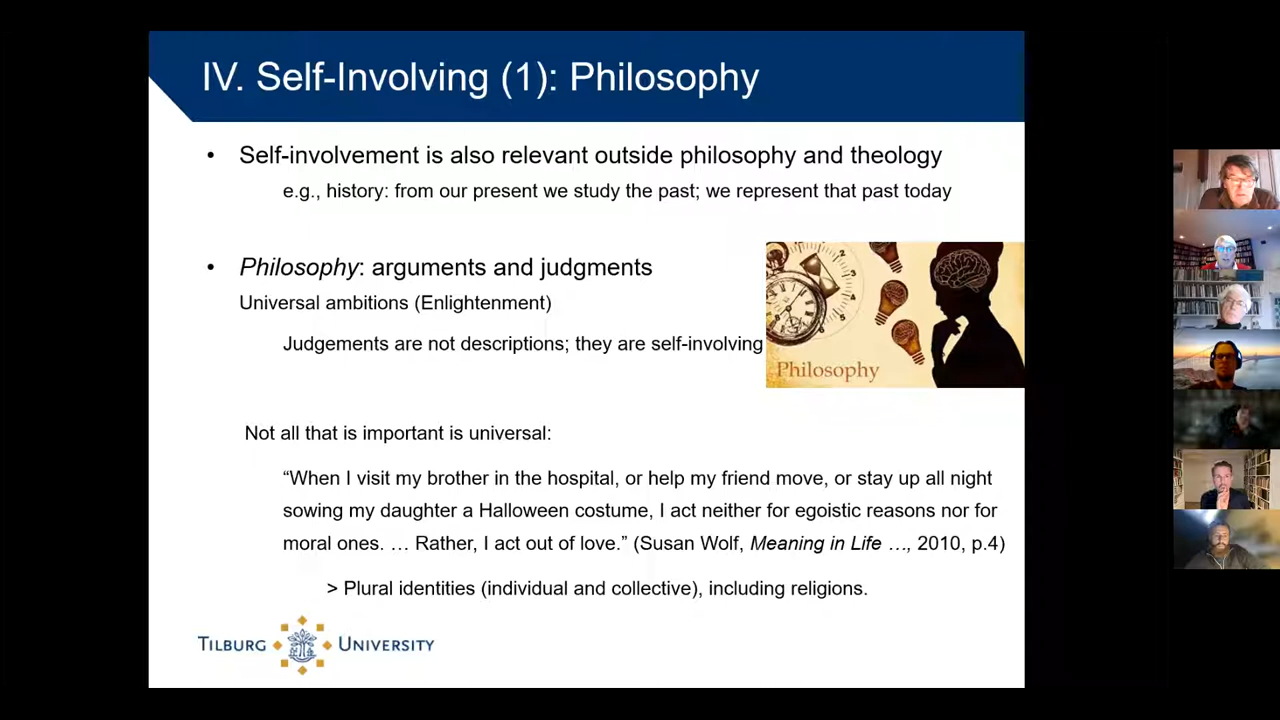 IV. Self-Involving (1): Philosophy
• Self-involvement is also relevant outside philosophy and theology
e.g., history: from our present we study the past; we represent that past today
• Philosophy: arguments and judgments
Universal ambitions (Enlightenment)
Judgements are not descriptions; they are self-involving
Philosophy
Not all that is important is universal:
“When I visit my brother in the hospital, or help my friend move, or stay up all night
sowing my daughter a Halloween costume, I act neither for egoistic reasons nor for
moral ones. … Rather, I act out of love.” (Susan Wolf, Meaning in Life …, 2010, p.4)
> Plural identities (individual and collective), including religions.
TILBURG UNIVERSITY